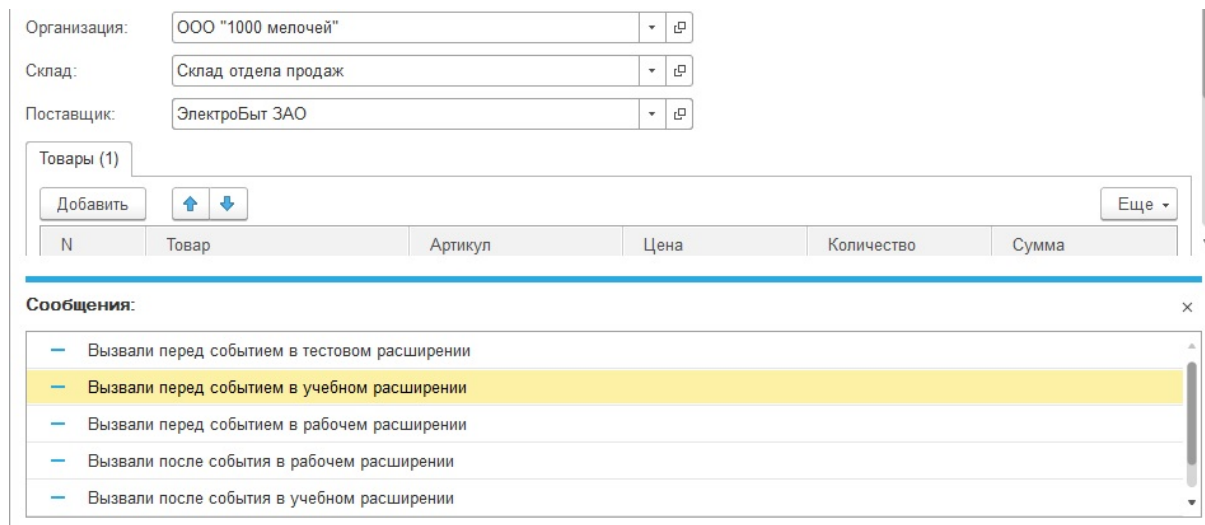 Организация: ООО "1000 мелочей"
Склад: Склад отдела продаж
Поставщик: ЭлектроБыт ЗАО
Товары (1)
Добавить Еще
N Товар Артикул Цена Количество Сумма
Сообщения:
Вызвали перед событием в тестовом расширении
Вызвали перед событием в учебном расширении
Вызвали перед событием в рабочем расширении
Вызвали после события в рабочем расширении
Вызвали после события в учебном расширении